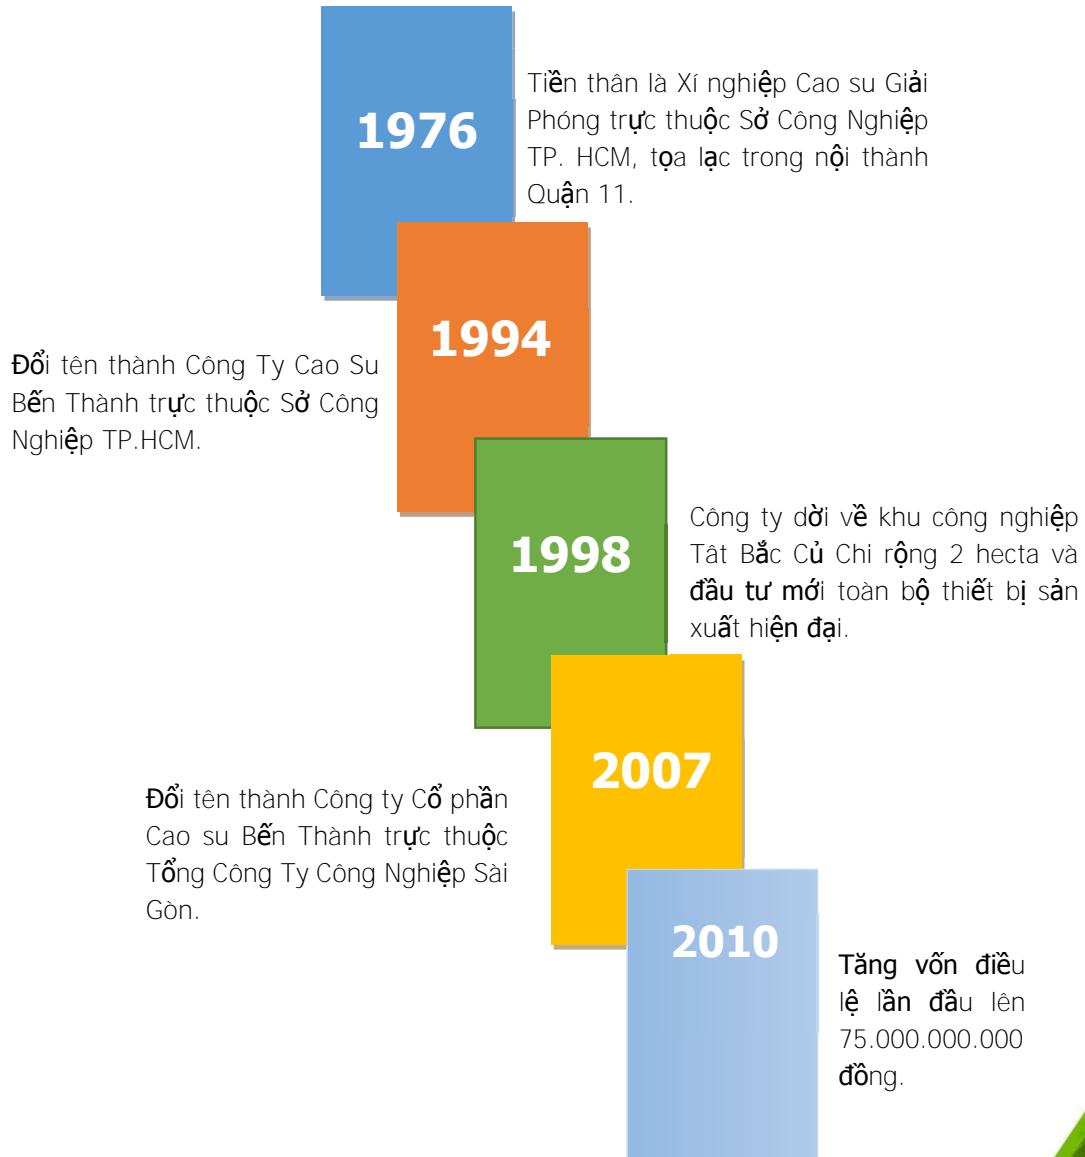 1976
Tiền thân là Xí nghiệp Cao su Giải
Phóng trực thuộc Sở Công Nghiệp
TP. HCM, tọa lạc trong nội thành
Quận 11.
1994
Đổi tên thành Công Ty Cao Su
Bến Thành trực thuộc Sở Công
Nghiệp TP.HCM.
1998
Công ty dời về khu công nghiệp
Tât Bắc Củ Chi rộng 2 hecta và
đầu tư mới toàn bộ thiết bị sản
xuất hiện đại.
2007
Đổi tên thành Công ty Cổ phần
Cao su Bến Thành trực thuộc
Tổng Công Ty Công Nghiệp Sài
Gòn.
2010
Tăng vốn điều
lệ lần đầu lên
75.000.000.000
đồng.